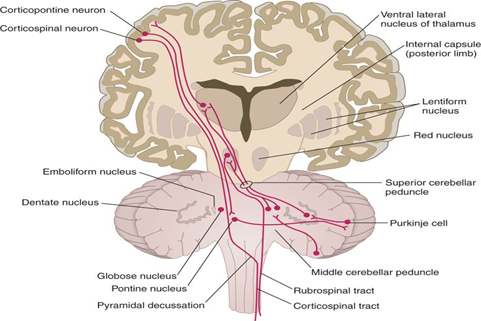 Corticopontine neuron
Corticospinal neuron
Ventral lateral
nucleus of thalamus
Internal capsule
(posterior limb)
Lentiform
nucleus
Red nucleus
Emboliform nucleus
Dentate nucleus
Superior cerebellar
peduncle
Purkinje cell
Globose nucleus
Pontine nucleus
Pyramidal decussation
Middle cerebellar peduncle
Rubrospinal tract
Corticospinal tract